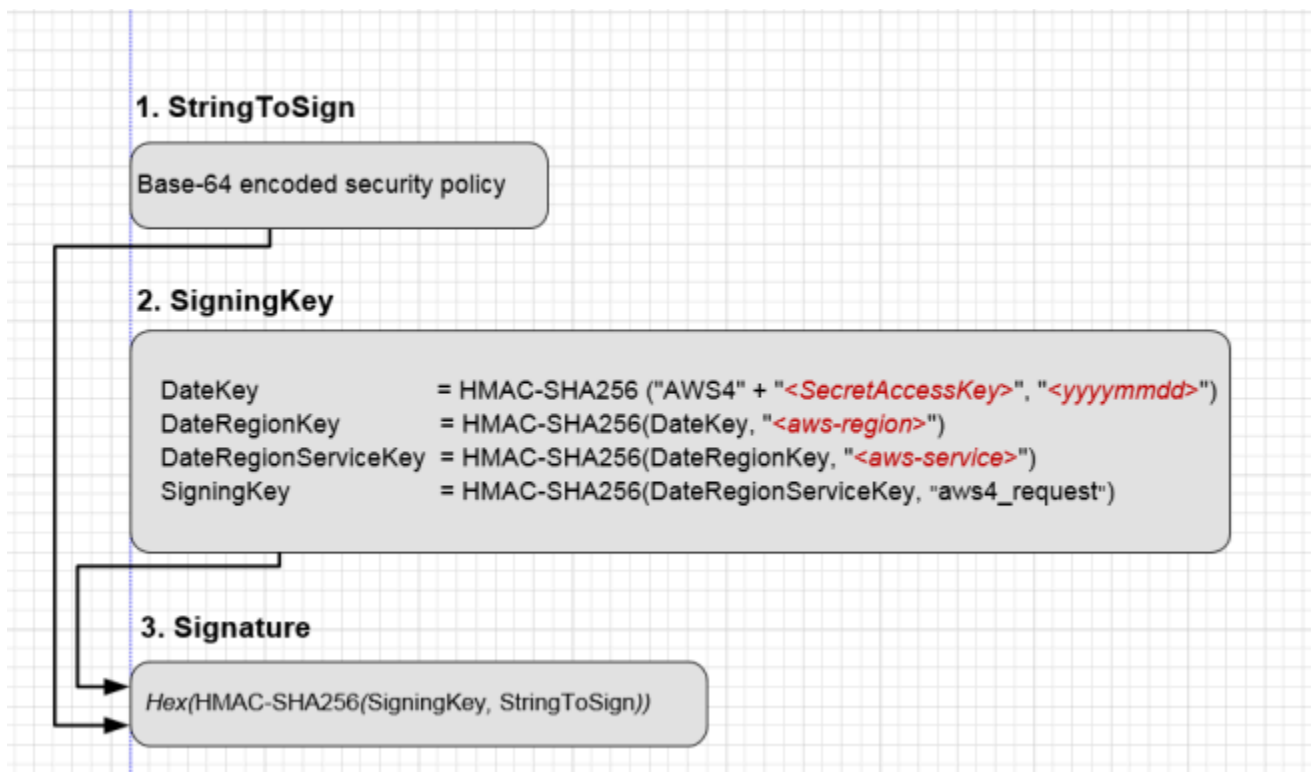 1. StringToSign
Base-64 encoded security policy
2. SigningKey
DateKey = HMAC-SHA256 ("AWS4" + "<SecretAccessKey>", "<yyyymmdd>")
DateRegionKey = HMAC-SHA256(DateKey, "<aws-region>")
DateRegionServiceKey = HMAC-SHA256(DateRegionKey, "<aws-service>")
SigningKey = HMAC-SHA256(DateRegionServiceKey, "aws4_request")
3. Signature
Hex(HMAC-SHA256(SigningKey, StringToSign))